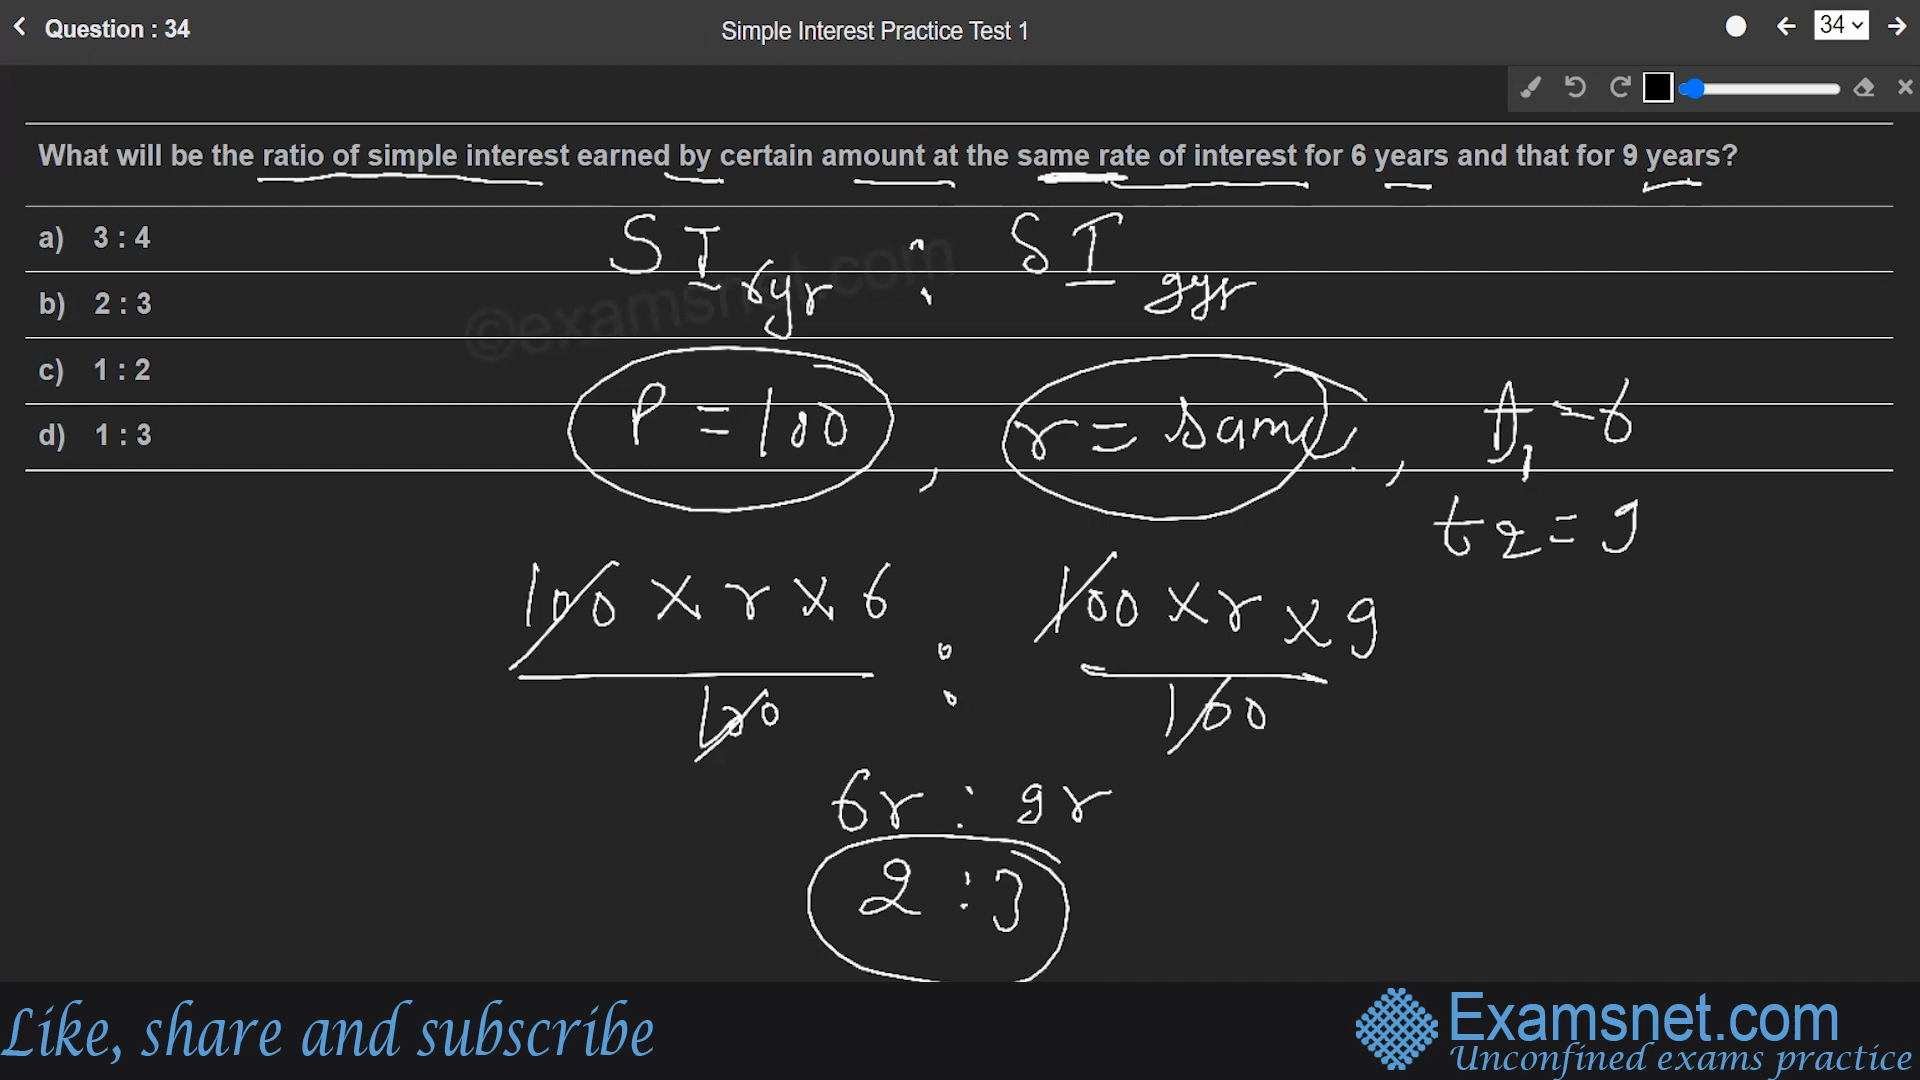 Question : 34
Simple Interest Practice Test 1
34
What will be the ratio of simple interest earned by certain amount at the same rate of interest for 6 years and that for 9 years?
a) 3 : 4
b) 2 : 3
c) 1 : 2
d) 1 : 3
©examsnet.com
SI 6yr : SI 9yr
P = 100 , r = same , t1 = 6
t2 = 9
100 × r × 6 : 100 × r × 9
100 100
6r : 9r
2 : 3
Like, share and subscribe
Examsnet.com
Unconfined exams practice